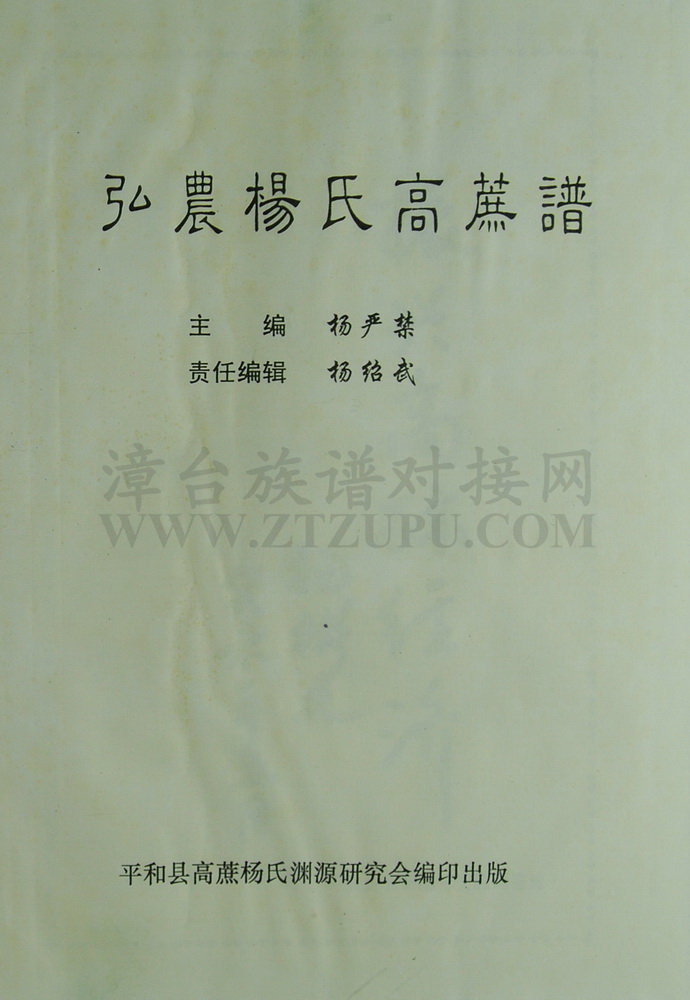 弘農楊氏高蔗譜
主 编 杨严禁
责任编辑 杨绍武
漳台族谱对接网
WWW.ZTZUPU.COM
平和县高蔗杨氏渊源研究会编印出版